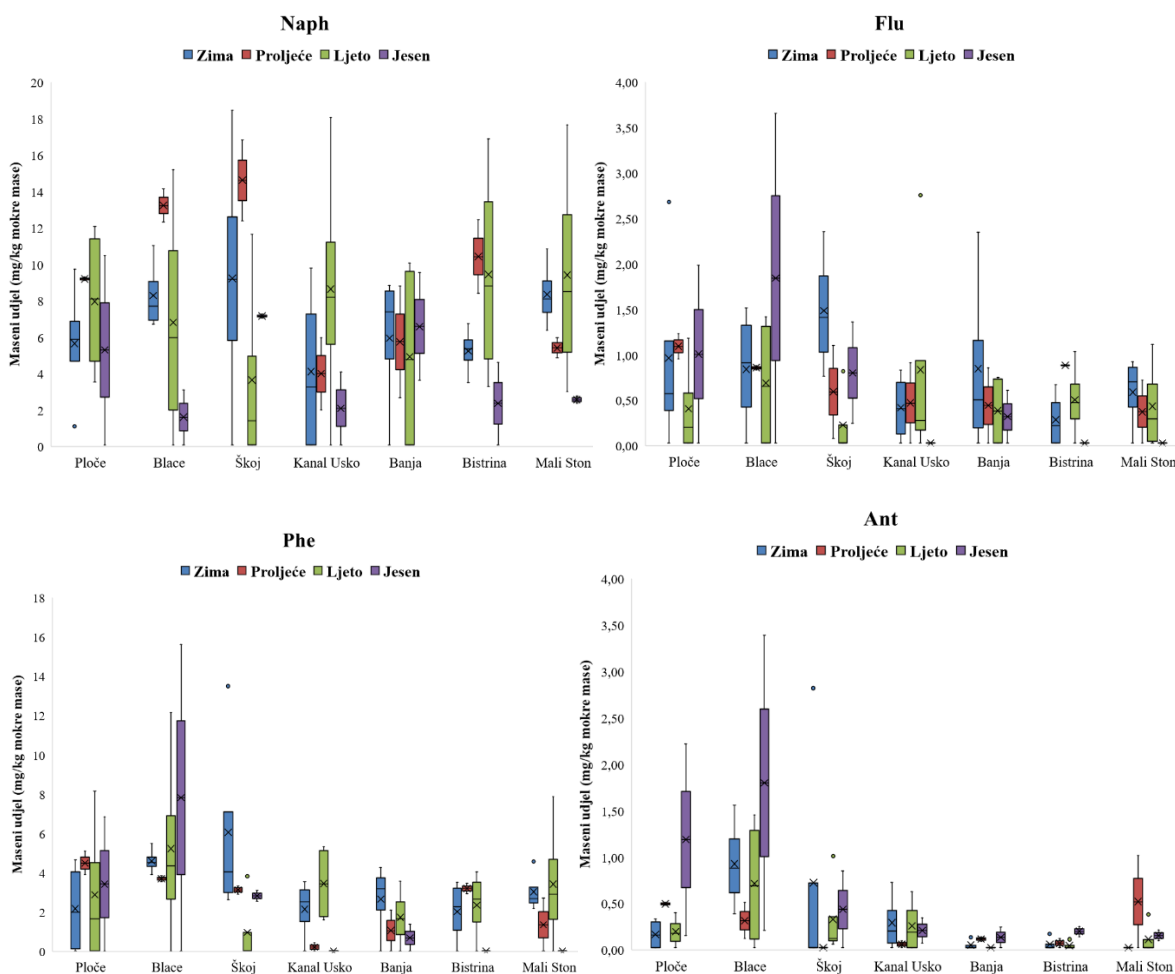 Naph
Zima Proljeće Ljeto Jesen
Maseni udjel (mg/kg mokre mase)
20
18
16
14
12
10
8
6
4
2
0
Ploče Blace Škoj Kanal Usko Banja Bistrina Mali Ston
Flu
Zima Proljeće Ljeto Jesen
Maseni udjel (mg/kg mokre mase)
4,00
3,50
3,00
2,50
2,00
1,50
1,00
0,50
0,00
Ploče Blace Škoj Kanal Usko Banja Bistrina Mali Ston
Phe
Zima Proljeće Ljeto Jesen
Maseni udjel (mg/kg mokre mase)
18
16
14
12
10
8
6
4
2
0
Ploče Blace Škoj Kanal Usko Banja Bistrina Mali Ston
Ant
Zima Proljeće Ljeto Jesen
Maseni udjel (mg/kg mokre mase)
4,00
3,50
3,00
2,50
2,00
1,50
1,00
0,50
0,00
Ploče Blace Škoj Kanal Usko Banja Bistrina Mali Ston